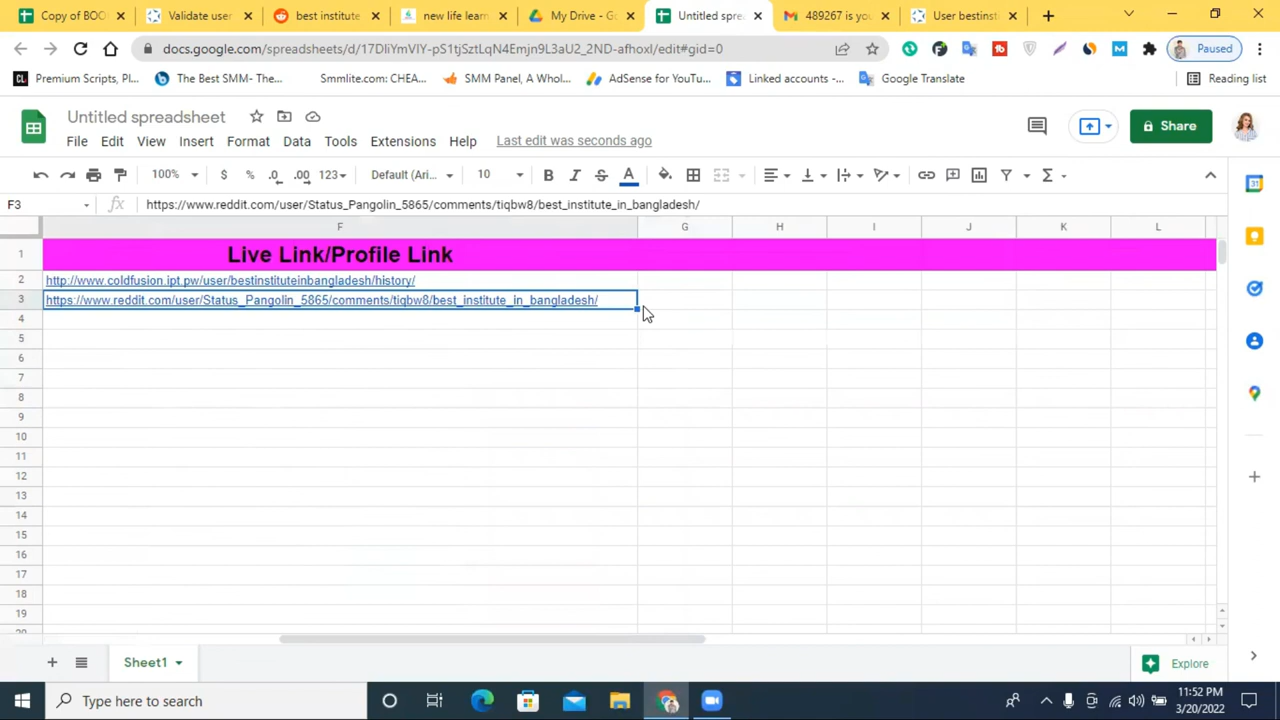 Copy of BOO
Validate user
best institute
new life learn
My Drive - Go
Untitled spre
489267 is yo
User bestinst
docs.google.com/spreadsheets/d/17DliYmVIY-pS1tjSztLqN4Emjn9L3aU2_2ND-afhoxI/edit#gid=0
Paused
Premium Scripts, Pl...
The Best SMM- The...
Smmlite.com: CHEA...
SMM Panel, A Whol...
AdSense for YouTu...
Linked accounts -...
Google Translate
Reading list
Untitled spreadsheet
File Edit View Insert Format Data Tools Extensions Help Last edit was seconds ago
Share
100% $ % .0 .00 123 Default (Ari... 10 B I S A
F3 fx https://www.reddit.com/user/Status_Pangolin_5865/comments/tiqbw8/best_institute_in_bangladesh/
F G H I J K L
1 Live Link/Profile Link
2 http://www.coldfusion.ipt.pw/user/bestinstituteinbangladesh/history/
3 https://www.reddit.com/user/Status_Pangolin_5865/comments/tiqbw8/best_institute_in_bangladesh/
4
5
6
7
8
9
10
11
12
13
14
15
16
17
18
19
Sheet1
Explore
Type here to search
11:52 PM
3/20/2022